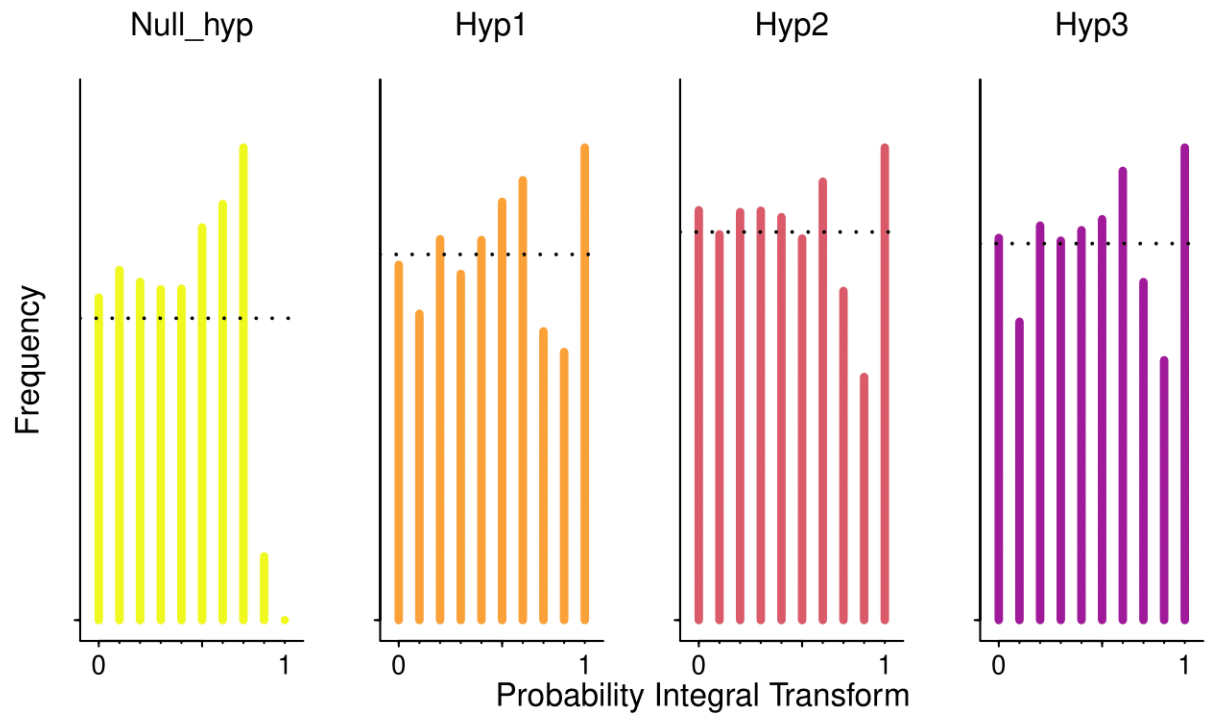 Null_hyp Hyp1 Hyp2 Hyp3
Frequency
0 1 0 1 0 1 0 1
Probability Integral Transform